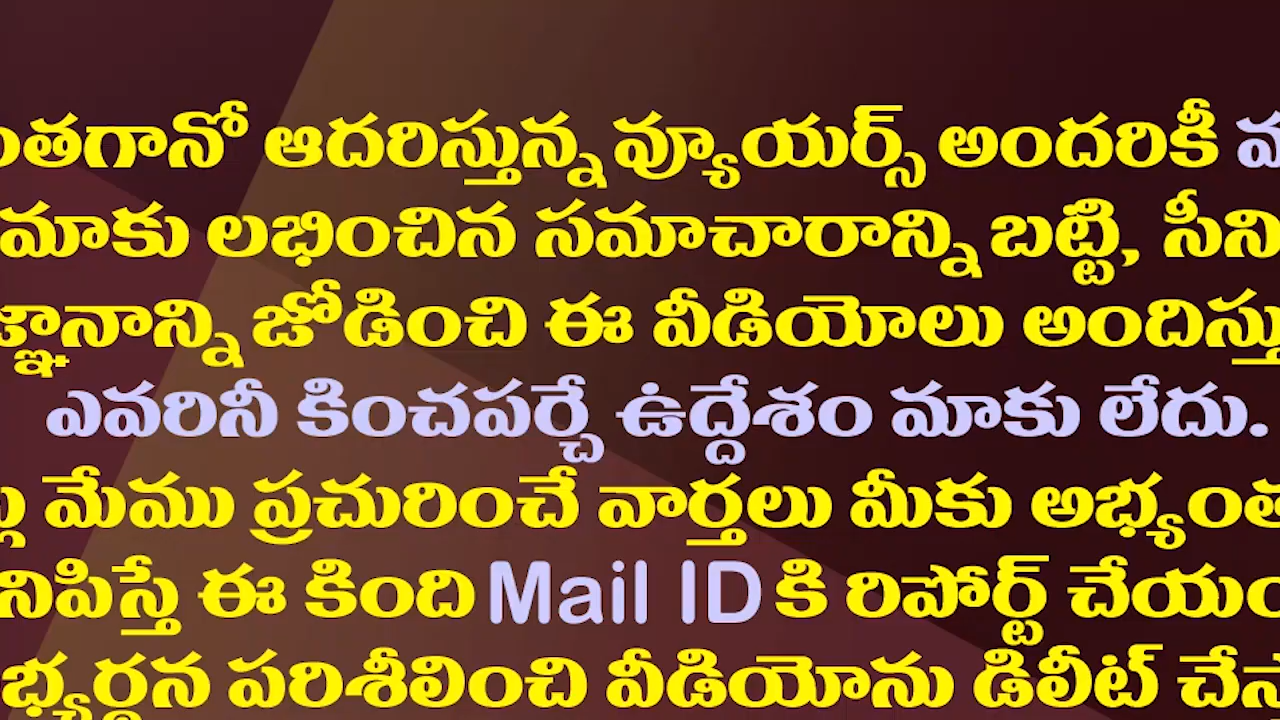 ఆదరిస్తున్న వ్యూయర్స్ అందరికీ
మాకు లభించిన సమాచారాన్ని బట్టి,
జోడించి ఈ వీడియోలు
ఎవరినీ కించపర్చే ఉద్దేశం మాకు లేదు.
మేము ప్రచురించే వార్తలు మీకు
ఈ కింది Mail ID కి రిపోర్ట్
పరిశీలించి వీడియోను డిలీట్